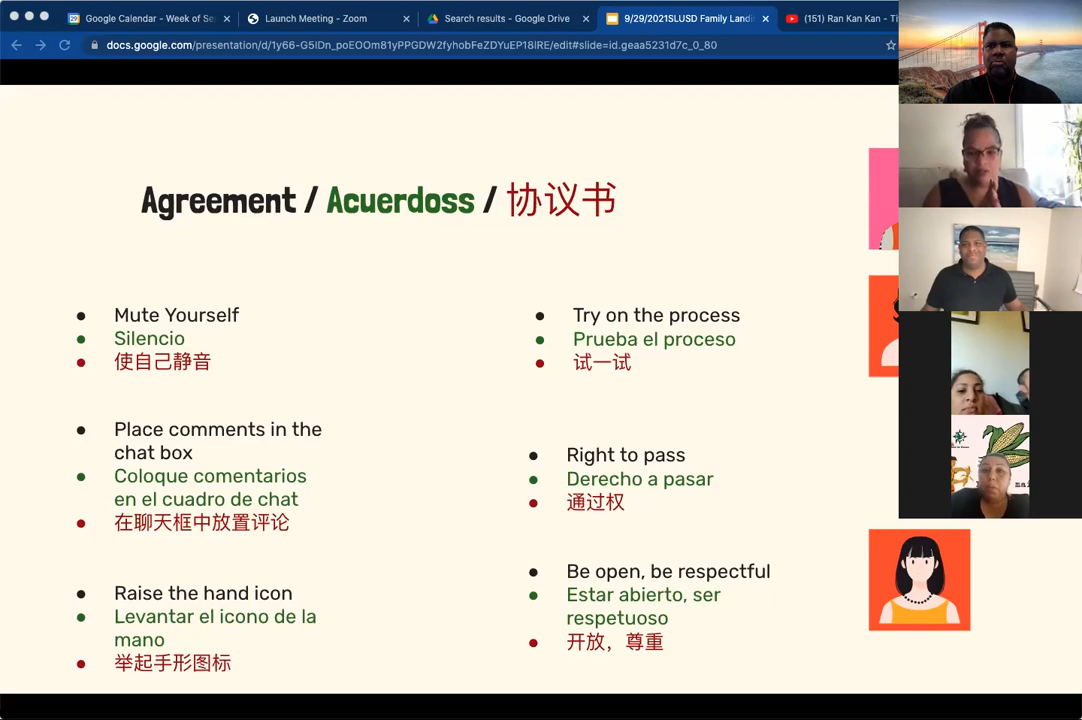 Google Calendar - Week of Se
Launch Meeting - Zoom
Search results - Google Drive
9/29/2021SLUSD Family Landi
(151) Ran Kan Kan - Ti
docs.google.com/presentation/d/1y66-G5IDn_poEOOm81yPPGDW2fyhobFeZDYuEP18lRE/edit#slide=id.geaa5231d7c_0_80
Agreement / Acuerdoss / 协议书
Mute Yourself
Silencio
使自己静音
Place comments in the
chat box
Coloque comentarios
en el cuadro de chat
在聊天框中放置评论
Raise the hand icon
Levantar el icono de la
mano
举起手形图标
Try on the process
Prueba el proceso
试一试
Right to pass
Derecho a pasar
通过权
Be open, be respectful
Estar abierto, ser
respetuoso
开放，尊重